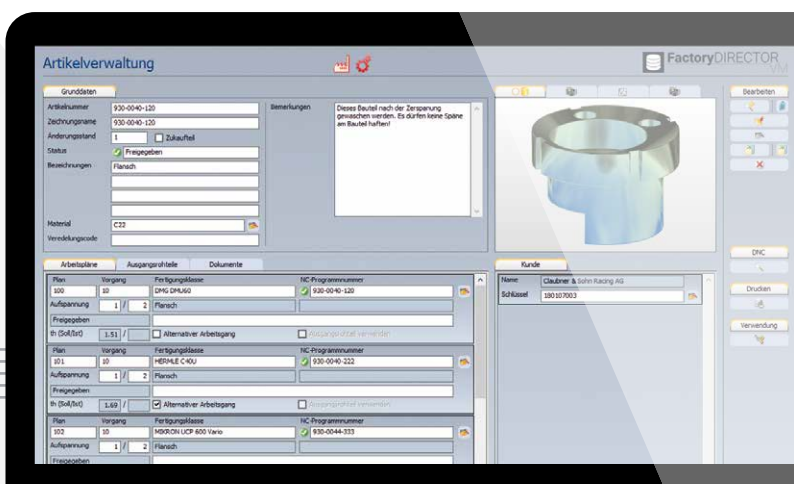 Artikelverwaltung
FactoryDIRECTOR
VM
Grunddaten
Artikelnummer 930-0040-120
Zeichnungsname 930-0040-120
Änderungsstand 1 Zukaufteil
Status Freigegeben
Bezeichnungen Flansch
Material C22
Veredelungscode
Bemerkungen Dieses Bauteil nach der Zerspanung
gewaschen werden. Es dürfen keine Späne
am Bauteil haften!
Bearbeiten
DNC
Drucken
Verwendung
Arbeitspläne Ausgangsrohteile Dokumente
Plan Vorgang Fertigungsklasse NC-Programmnummer
100 10 DMG DMU60 930-0040-120
Aufspannung 1 / 2 Flansch
Freigegeben
th (Soll/Ist) 1.51 / Alternativer Arbeitsgang Ausgangsrohteil verwenden
Plan Vorgang Fertigungsklasse NC-Programmnummer
101 10 HERMLE C40U 930-0040-222
Aufspannung 1 / 2 Flansch
Freigegeben
th (Soll/Ist) 1.69 / Alternativer Arbeitsgang Ausgangsrohteil verwenden
Plan Vorgang Fertigungsklasse NC-Programmnummer
102 10 MIKRON UCP 600 Vario 930-0044-333
Aufspannung 1 / 2 Flansch
Freigegeben
Kunde
Name Claubner & Sohn Racing AG
Schlüssel 180107003